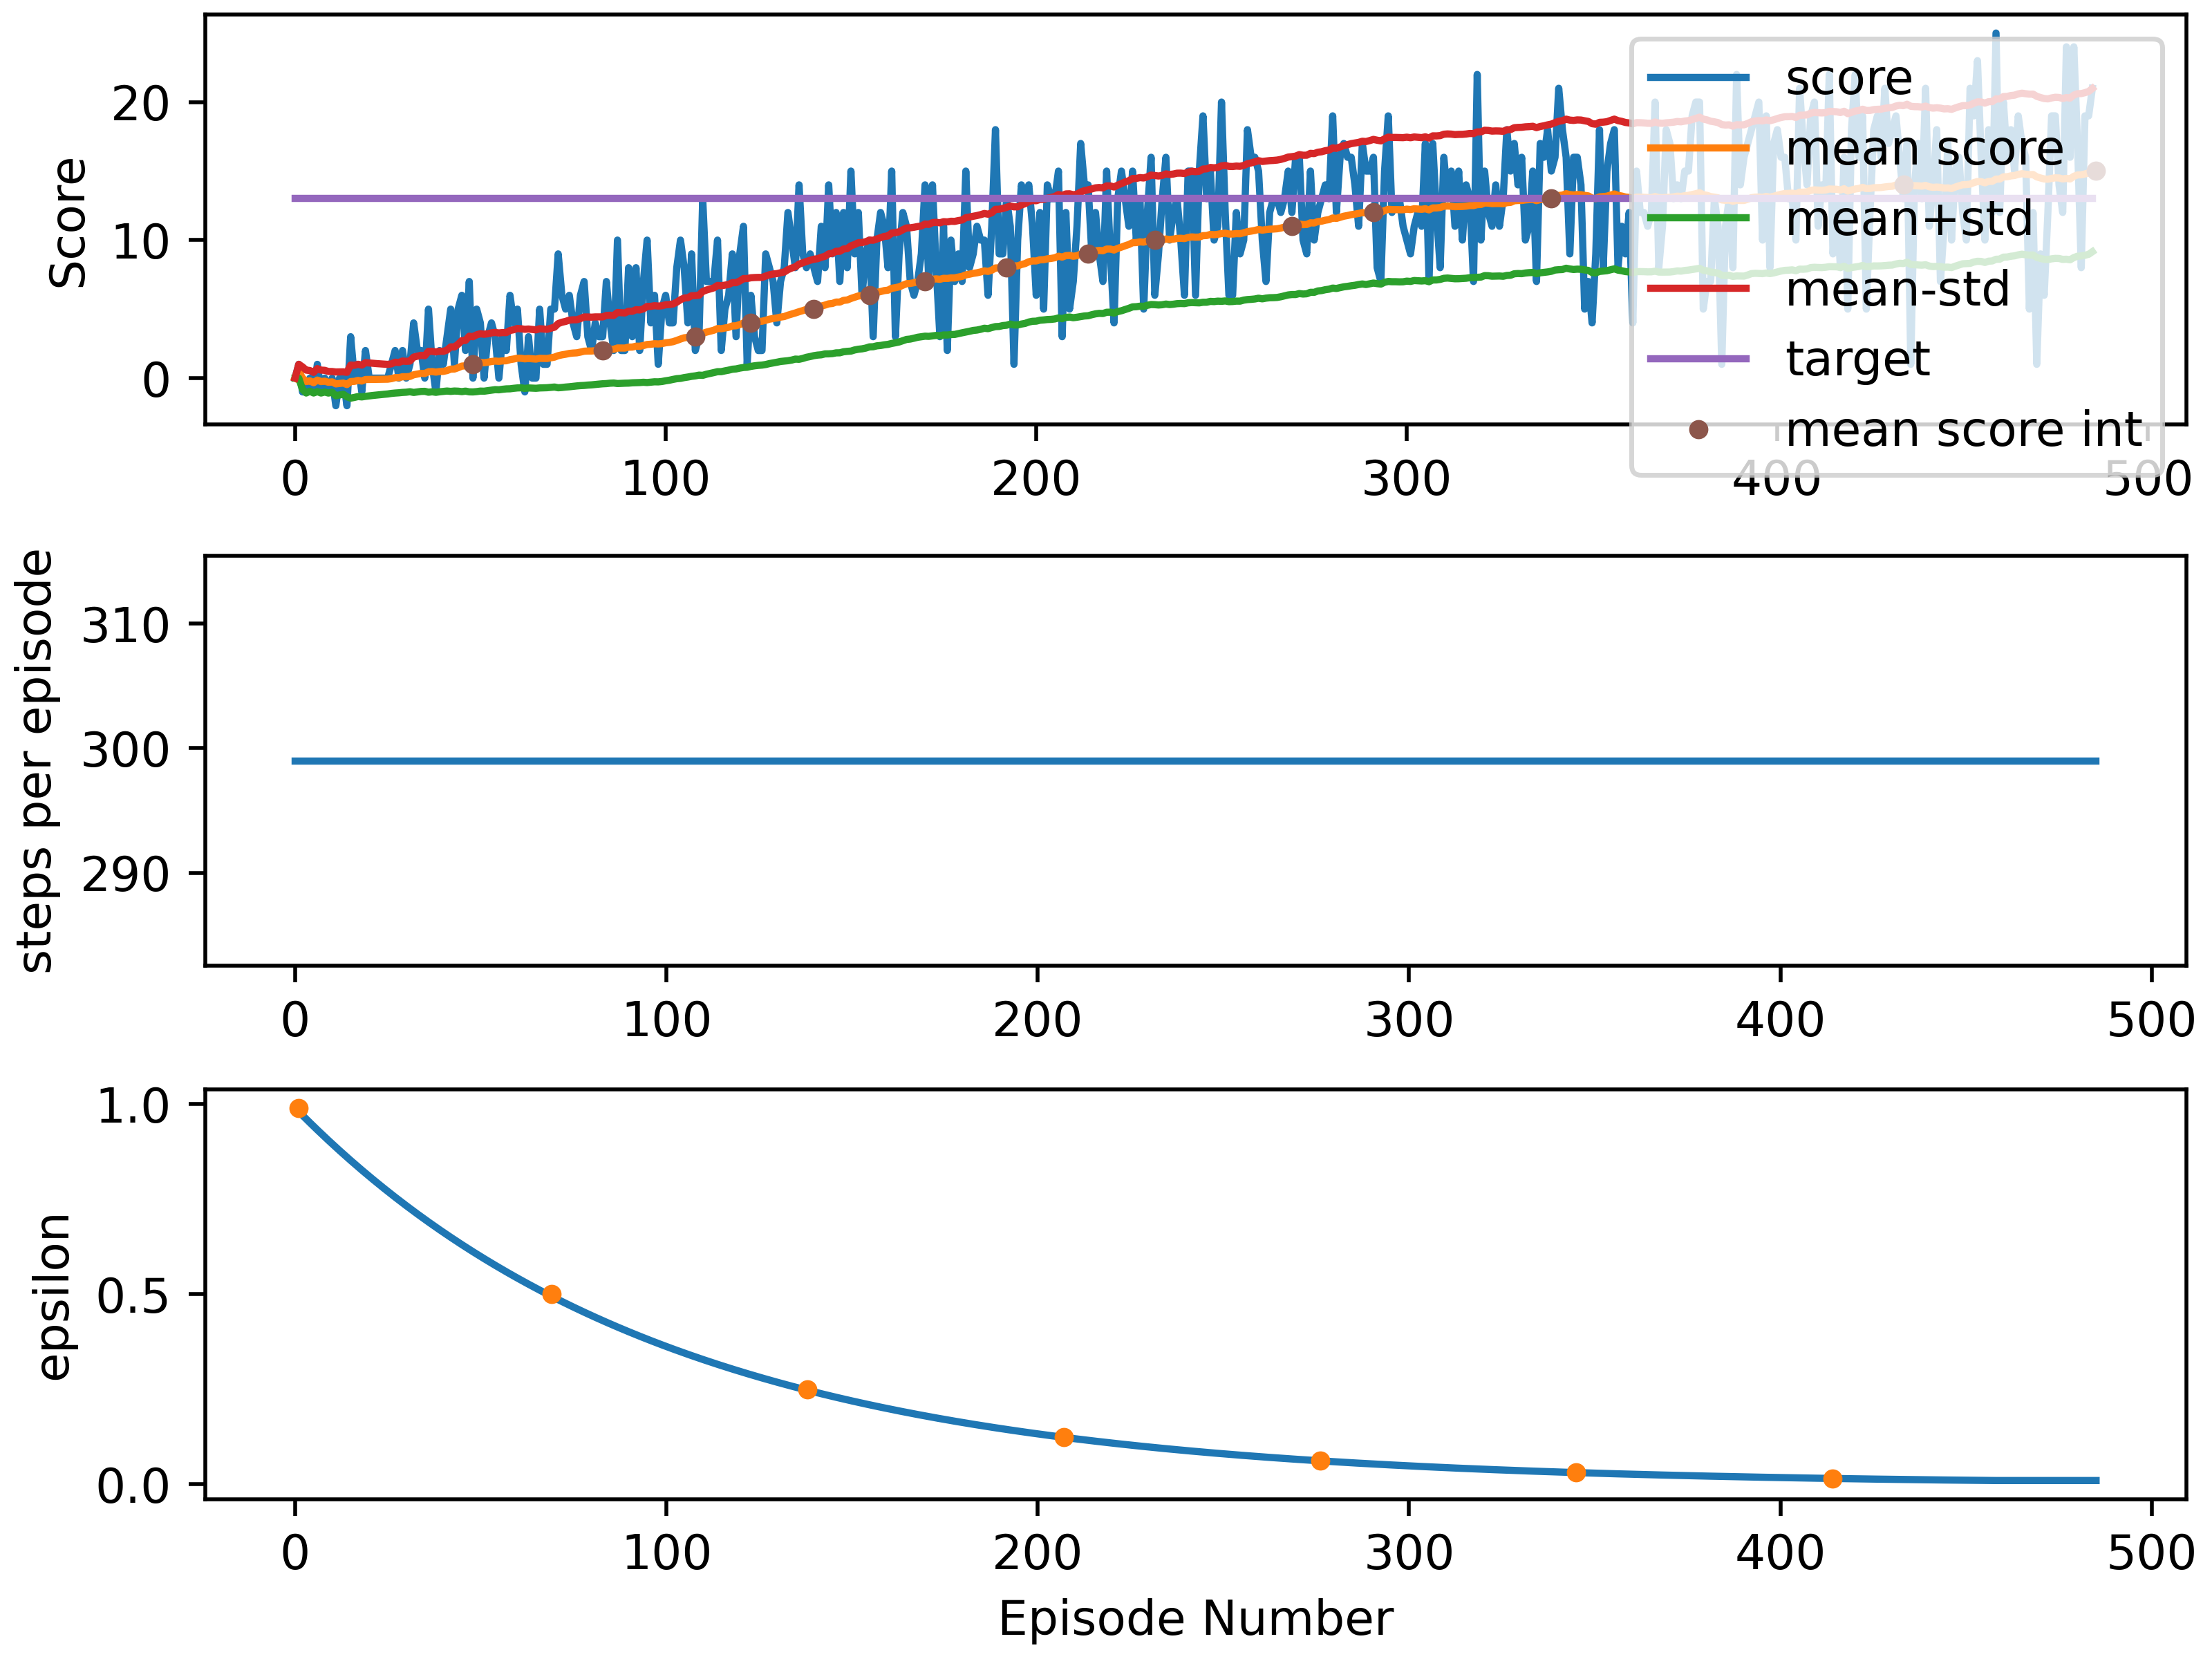 Score
20
10
0
score
mean score
mean+std
mean-std
target
mean score int
0 100 200 300 400 500
steps per episode
310
300
290
0 100 200 300 400 500
epsilon
1.0
0.5
0.0
0 100 200 300 400 500
Episode Number